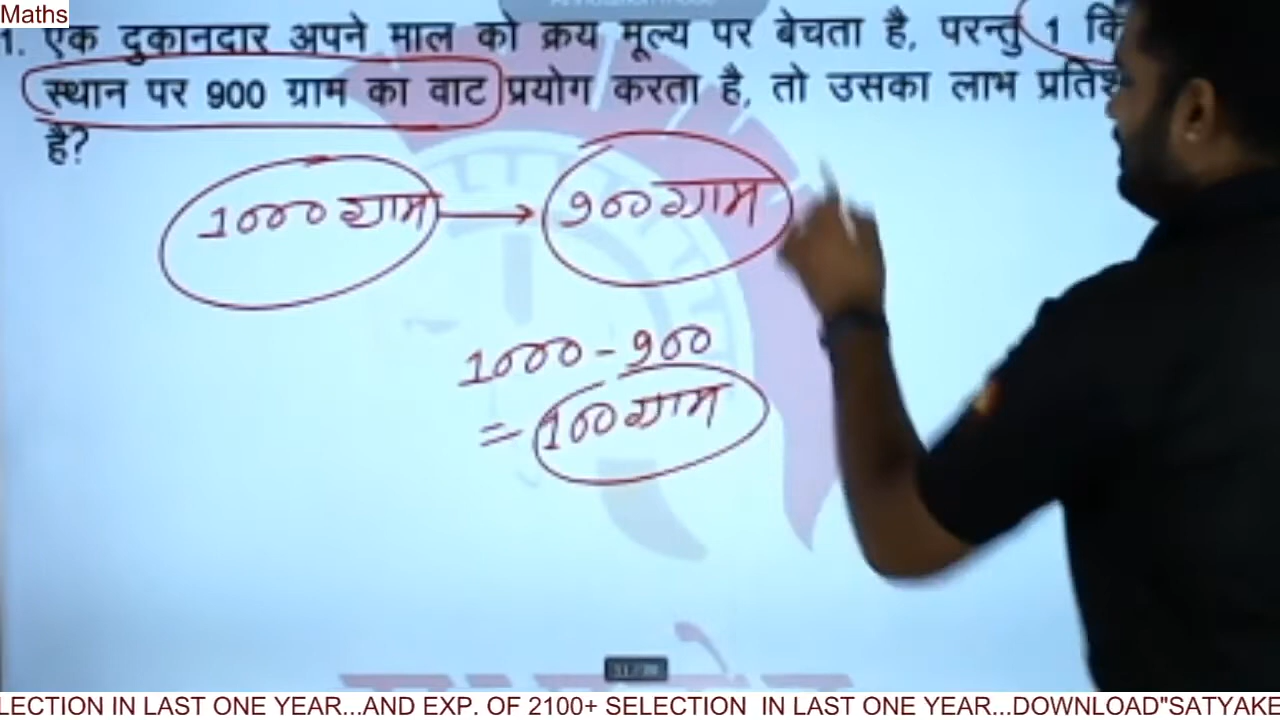 Maths
1. एक दुकानदार अपने माल को क्रय मूल्य पर बेचता है, परन्तु 1
स्थान पर 900 ग्राम का वाट प्रयोग करता है, तो उसका लाभ
है?
1000 ग्राम → 900 ग्राम
1000 - 900
= 100 ग्राम
LECTION IN LAST ONE YEAR...AND EXP. OF 2100+ SELECTION IN LAST ONE YEAR...DOWNLOAD"SATYAKE